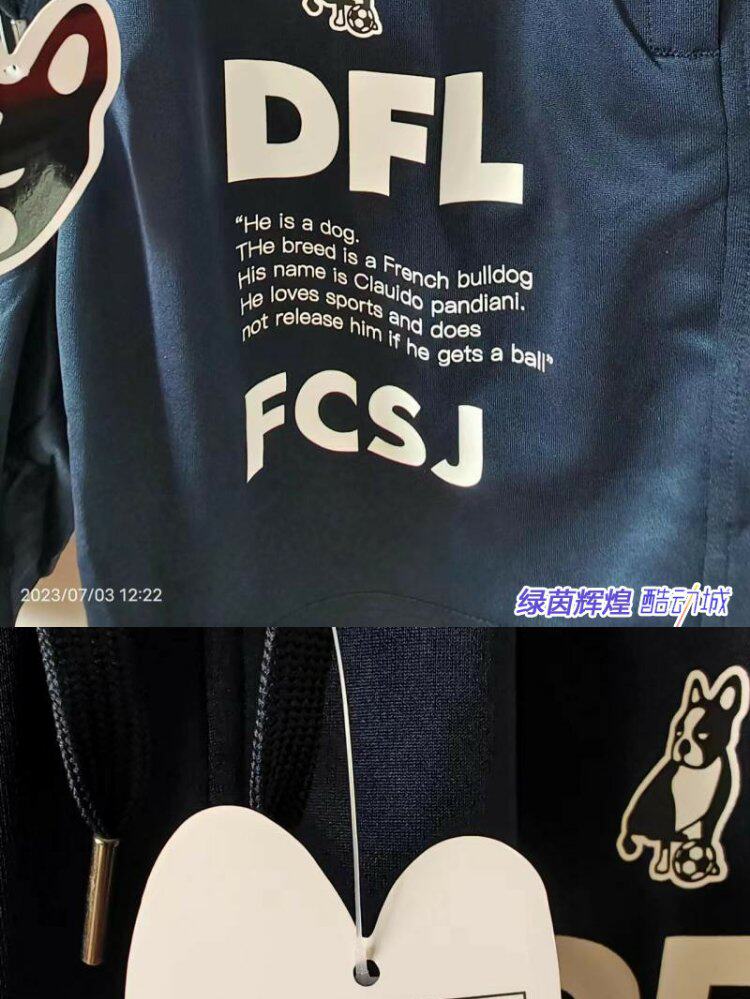 DFL
“He is a dog.
THe breed is a French bulldog
His name is Clauido pandiani.
He loves sports and does
not release him if he gets a ball”
FCSJ
2023/07/03 12:22
绿茵辉煌 酷动城